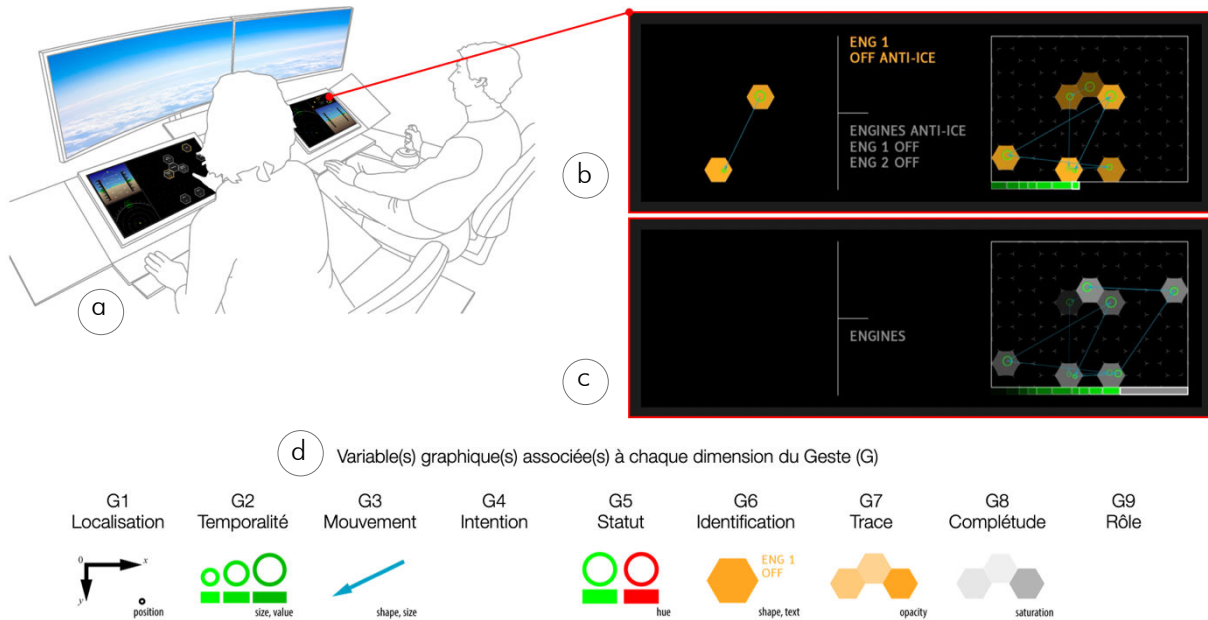 a
b
ENG 1
OFF ANTI-ICE
ENGINES ANTI-ICE
ENG 1 OFF
ENG 2 OFF
c
ENGINES
d
Variable(s) graphique(s) associée(s) à chaque dimension du Geste (G)
G1
Localisation
0
x
y
position
G2
Temporalité
size, value
G3
Mouvement
shape, size
G4
Intention
G5
Statut
hue
G6
Identification
ENG 1
OFF
shape, text
G7
Trace
opacity
G8
Complétude
saturation
G9
Rôle